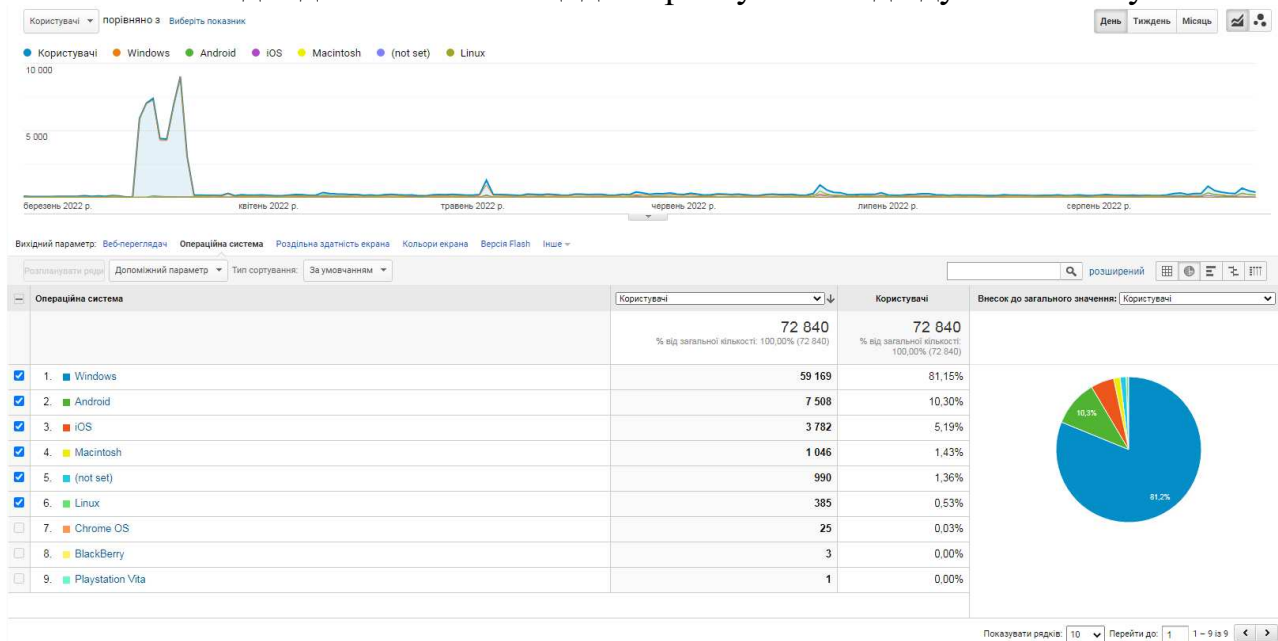 Користувачі порівняно з Виберіть показник День Тиждень Місяць
Користувачі Windows Android iOS Macintosh (not set) Linux
10 000
5 000
березень 2022 р. квітень 2022 р. травень 2022 р. червень 2022 р. липень 2022 р. серпень 2022 р.
Вихідний параметр: Веб-переглядач Операційна система Роздільна здатність екрана Кольори екрана Версія Flash Інше
Розпланувати ряди Допоміжний параметр Тип сортування: За умовчанням розширений
Операційна система Користувачі Користувачі Внесок до загального значення: Користувачі
72 840 72 840
% від загальної кількості: 100,00% (72 840) % від загальної кількості:
100,00% (72 840)
1. Windows 59 169 81,15%
2. Android 7 508 10,30%
3. iOS 3 782 5,19%
4. Macintosh 1 046 1,43%
5. (not set) 990 1,36%
6. Linux 385 0,53%
7. Chrome OS 25 0,03%
8. BlackBerry 3 0,00%
9. Playstation Vita 1 0,00%
10,3%
81,2%
Показувати рядків: 10 Перейти до: 1 1 – 9 із 9